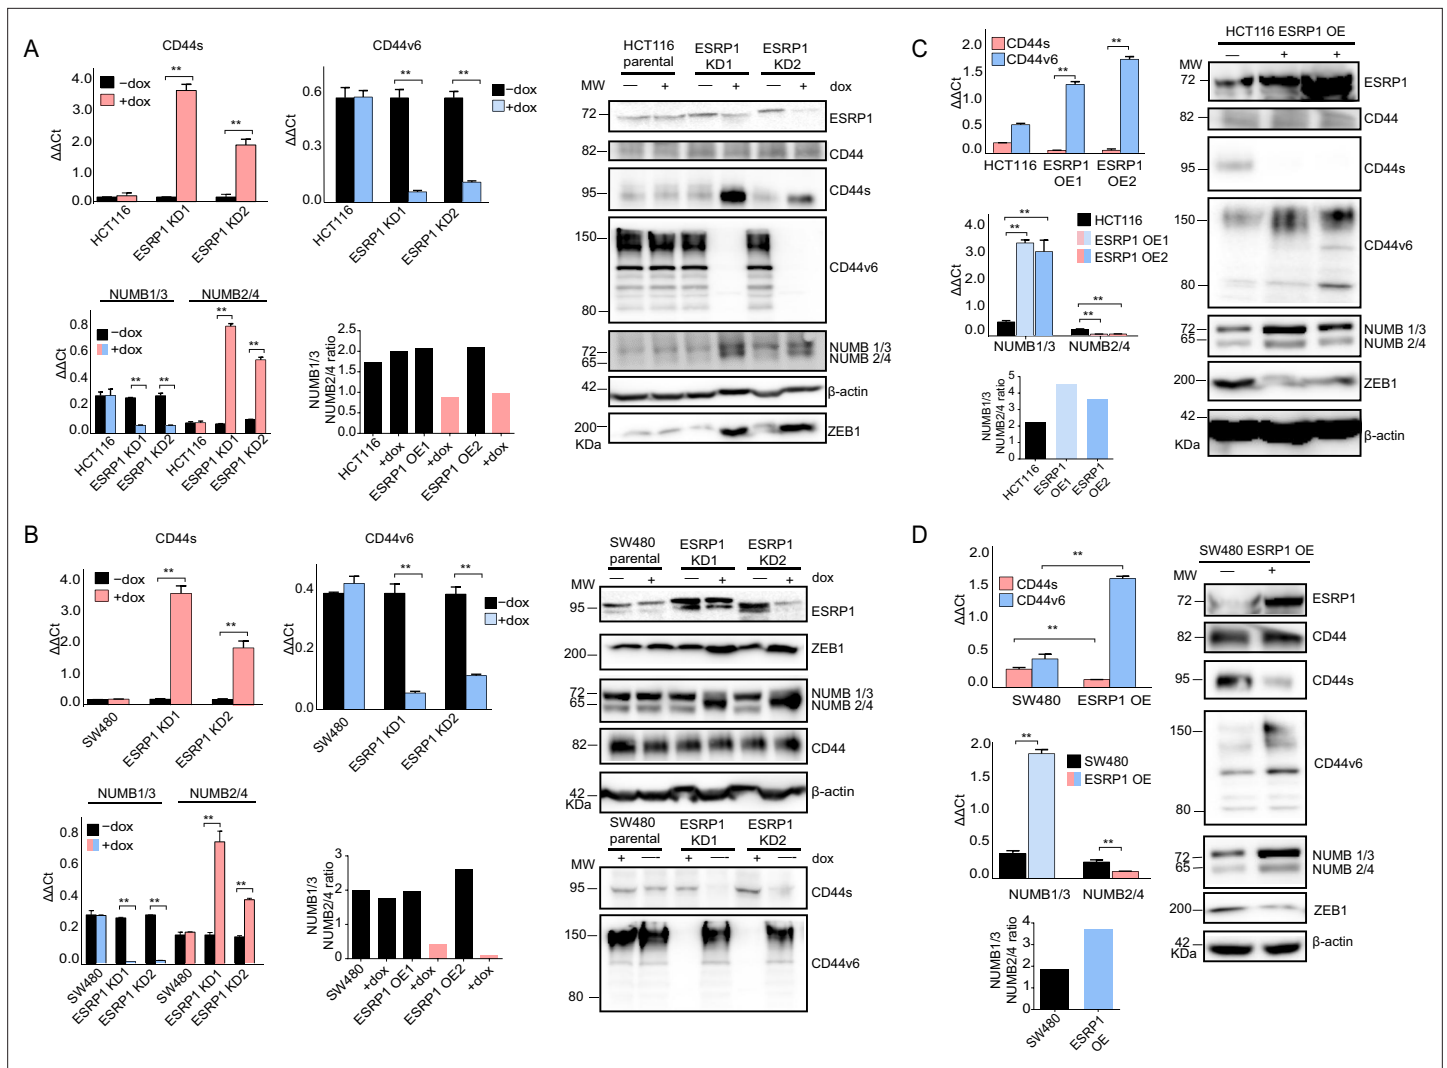 A
CD44s
ΔΔCt
4.0
3.0
2.0
1.0
0.0
**
**
−dox
+dox
HCT116
ESRP1 KD1
ESRP1 KD2
CD44v6
ΔΔCt
0.6
0.4
0.2
0.0
**
**
−dox
+dox
HCT116
ESRP1 KD1
ESRP1 KD2
NUMB1/3
NUMB2/4
ΔΔCt
0.8
0.6
0.4
0.2
0.0
−dox
+dox
**
**
**
**
HCT116
ESRP1 KD1
ESRP1 KD2
HCT116
ESRP1 KD1
ESRP1 KD2
NUMB1/3
NUMB2/4 ratio
2.5
2.0
1.5
1.0
0.5
0.0
HCT116
+dox
ESRP1 OE1
+dox
ESRP1 OE2
+dox
HCT116
parental
ESRP1
KD1
ESRP1
KD2
MW
— + — + — + dox
72
ESRP1
82
CD44
95
CD44s
150
80
CD44v6
72
65
NUMB 1/3
NUMB 2/4
42
β-actin
200
KDa
ZEB1
B
CD44s
ΔΔCt
4.0
3.0
2.0
1.0
0.0
**
**
−dox
+dox
SW480
ESRP1 KD1
ESRP1 KD2
CD44v6
ΔΔCt
0.4
0.2
0.0
**
**
−dox
+dox
SW480
ESRP1 KD1
ESRP1 KD2
NUMB1/3
NUMB2/4
ΔΔCt
0.8
0.6
0.4
0.2
0.0
−dox
+dox
**
**
**
**
SW480
ESRP1 KD1
ESRP1 KD2
SW480
ESRP1 KD1
ESRP1 KD2
NUMB1/3
NUMB2/4 ratio
3
2
1
0
SW480
+dox
ESRP1 OE1
+dox
ESRP1 OE2
+dox
SW480
parental
ESRP1
KD1
ESRP1
KD2
MW
— + — + — + dox
95
ESRP1
200
ZEB1
72
65
NUMB 1/3
NUMB 2/4
82
CD44
42
KDa
β-actin
SW480
parental
ESRP1
KD1
ESRP1
KD2
MW
+ — + — + — dox
95
CD44s
150
80
CD44v6
C
ΔΔCt
2.0
1.5
1.0
0.5
0.0
CD44s
CD44v6
**
**
HCT116
ESRP1
OE1
ESRP1
OE2
ΔΔCt
4.0
3.0
2.0
1.0
0.0
**
**
**
**
HCT116
ESRP1 OE1
ESRP1 OE2
NUMB1/3
NUMB2/4
NUMB1/3
NUMB2/4 ratio
5
4
3
2
1
0
HCT116
ESRP1
OE1
ESRP1
OE2
HCT116 ESRP1 OE
MW
— + +
72
ESRP1
82
CD44
95
CD44s
150
80
CD44v6
72
65
NUMB 1/3
NUMB 2/4
200
ZEB1
42
KDa
β-actin
D
ΔΔCt
2.0
1.5
1.0
0.5
0.0
CD44s
CD44v6
**
**
SW480
ESRP1 OE
ΔΔCt
2.0
1.5
1.0
0.5
0.0
**
**
SW480
ESRP1 OE
NUMB1/3
NUMB2/4
NUMB1/3
NUMB2/4 ratio
4
3
2
1
0
SW480
ESRP1
OE
SW480 ESRP1 OE
MW
— +
72
ESRP1
82
CD44
95
CD44s
150
80
CD44v6
72
65
NUMB 1/3
NUMB 2/4
200
ZEB1
42
KDa
β-actin